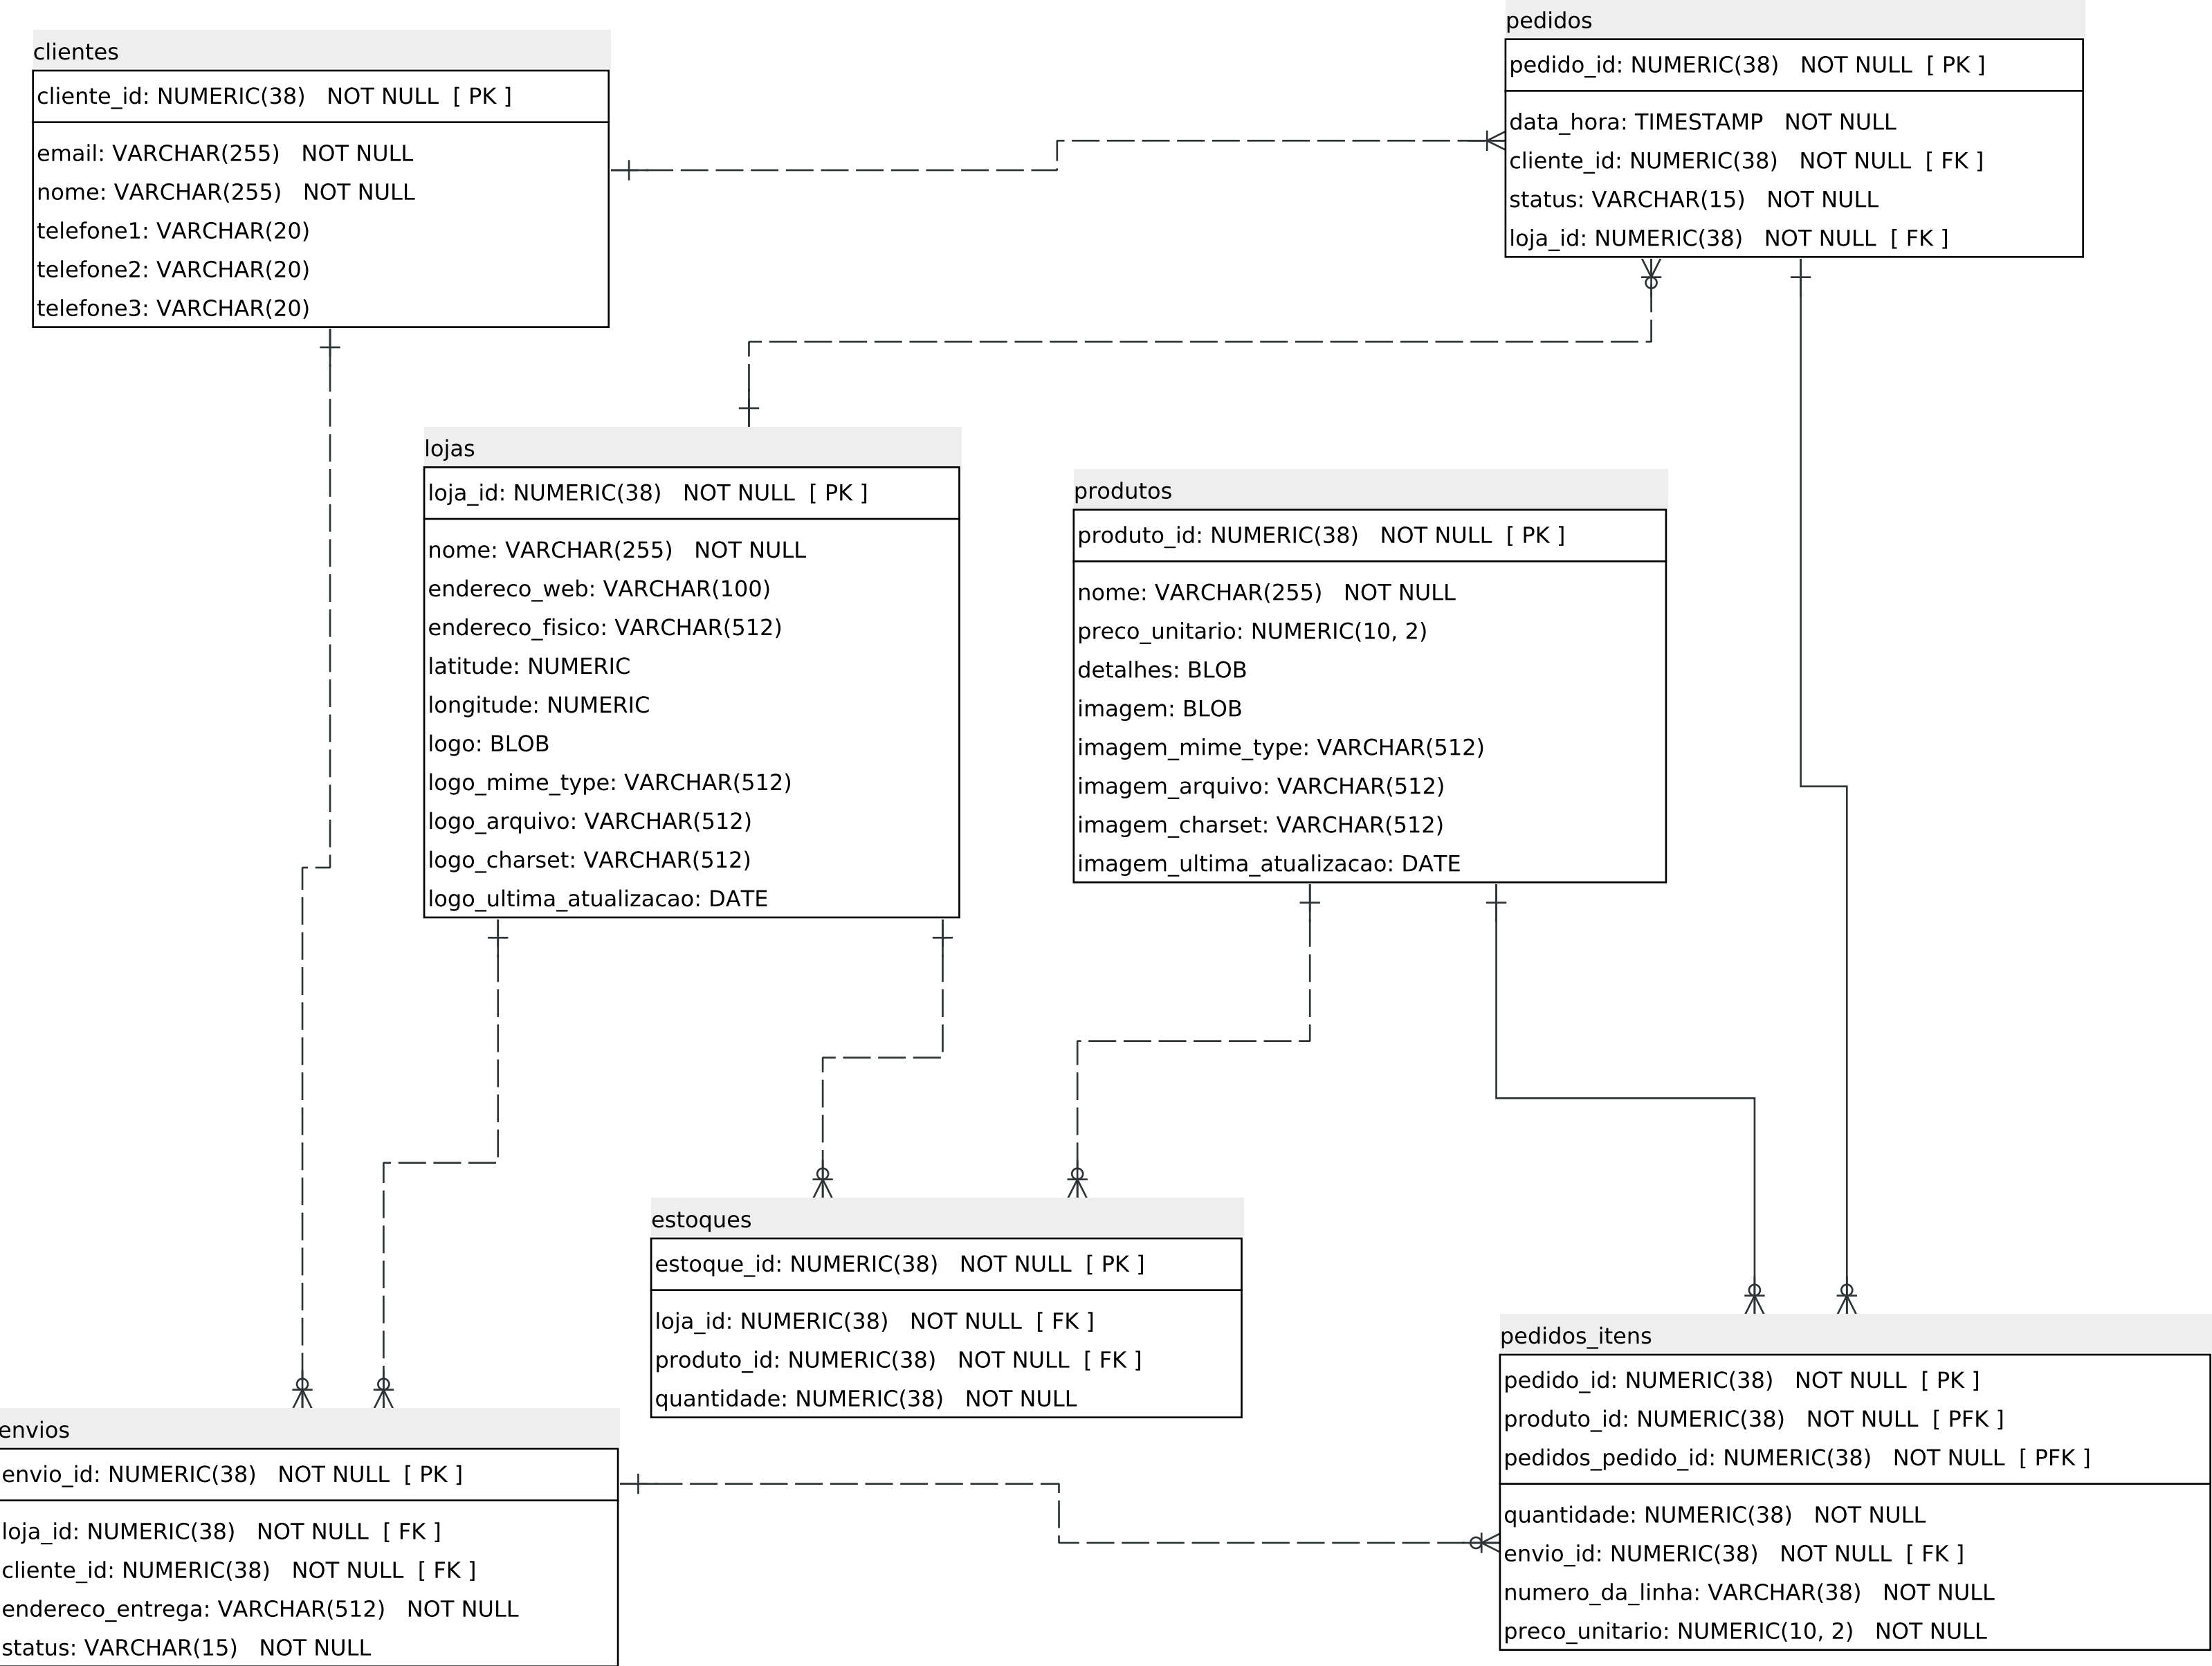 clientes
cliente_id: NUMERIC(38) NOT NULL [ PK ]
email: VARCHAR(255) NOT NULL
nome: VARCHAR(255) NOT NULL
telefone1: VARCHAR(20)
telefone2: VARCHAR(20)
telefone3: VARCHAR(20)
pedidos
pedido_id: NUMERIC(38) NOT NULL [ PK ]
data_hora: TIMESTAMP NOT NULL
cliente_id: NUMERIC(38) NOT NULL [ FK ]
status: VARCHAR(15) NOT NULL
loja_id: NUMERIC(38) NOT NULL [ FK ]
lojas
loja_id: NUMERIC(38) NOT NULL [ PK ]
nome: VARCHAR(255) NOT NULL
endereco_web: VARCHAR(100)
endereco_fisico: VARCHAR(512)
latitude: NUMERIC
longitude: NUMERIC
logo: BLOB
logo_mime_type: VARCHAR(512)
logo_arquivo: VARCHAR(512)
logo_charset: VARCHAR(512)
logo_ultima_atualizacao: DATE
produtos
produto_id: NUMERIC(38) NOT NULL [ PK ]
nome: VARCHAR(255) NOT NULL
preco_unitario: NUMERIC(10, 2)
detalhes: BLOB
imagem: BLOB
imagem_mime_type: VARCHAR(512)
imagem_arquivo: VARCHAR(512)
imagem_charset: VARCHAR(512)
imagem_ultima_atualizacao: DATE
estoques
estoque_id: NUMERIC(38) NOT NULL [ PK ]
loja_id: NUMERIC(38) NOT NULL [ FK ]
produto_id: NUMERIC(38) NOT NULL [ FK ]
quantidade: NUMERIC(38) NOT NULL
pedidos_itens
pedido_id: NUMERIC(38) NOT NULL [ PK ]
produto_id: NUMERIC(38) NOT NULL [ PFK ]
pedidos_pedido_id: NUMERIC(38) NOT NULL [ PFK ]
quantidade: NUMERIC(38) NOT NULL
envio_id: NUMERIC(38) NOT NULL [ FK ]
numero_da_linha: VARCHAR(38) NOT NULL
preco_unitario: NUMERIC(10, 2) NOT NULL
envios
envio_id: NUMERIC(38) NOT NULL [ PK ]
loja_id: NUMERIC(38) NOT NULL [ FK ]
cliente_id: NUMERIC(38) NOT NULL [ FK ]
endereco_entrega: VARCHAR(512) NOT NULL
status: VARCHAR(15) NOT NULL